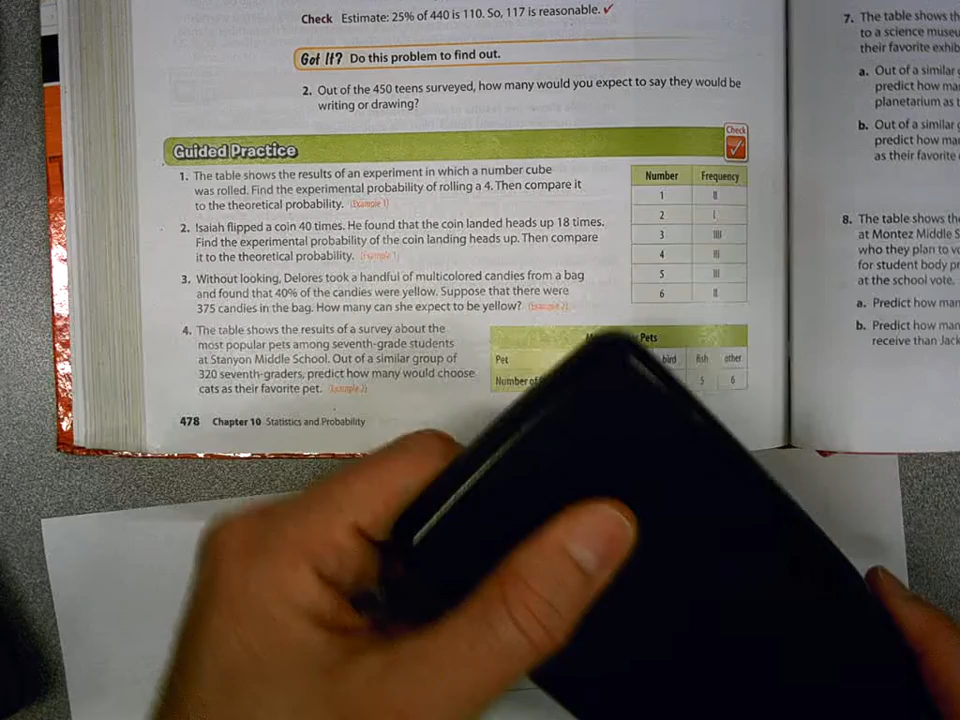 Check Estimate: 25% of 440 is 110. So, 117 is reasonable. ✓
Got It? Do this problem to find out.
2. Out of the 450 teens surveyed, how many would you expect to say they would be
writing or drawing?
Guided Practice
Check
1. The table shows the results of an experiment in which a number cube
was rolled. Find the experimental probability of rolling a 4. Then compare it
to the theoretical probability. (Example 1)
Number Frequency
1
2
3
4
5
6
2. Isaiah flipped a coin 40 times. He found that the coin landed heads up 18 times.
Find the experimental probability of the coin landing heads up. Then compare
it to the theoretical probability. (Example 1)
3. Without looking, Delores took a handful of multicolored candies from a bag
and found that 40% of the candies were yellow. Suppose that there were
375 candies in the bag. How many can she expect to be yellow? (Example 2)
4. The table shows the results of a survey about the
most popular pets among seventh-grade students
at Stanyon Middle School. Out of a similar group of
320 seventh-graders, predict how many would choose
cats as their favorite pet. (Example 2)
Pets
Pet bird fish other
Number of 5 6
478 Chapter 10 Statistics and Probability
7. The table shows
to a science
their favorite
a. Out of a similar
predict how
planetarium as
b. Out of a similar
predict how
as their favorite
8. The table shows
at Montez Middle
who they plan to
for student body
at the school vote.
a. Predict how
b. Predict how
receive than